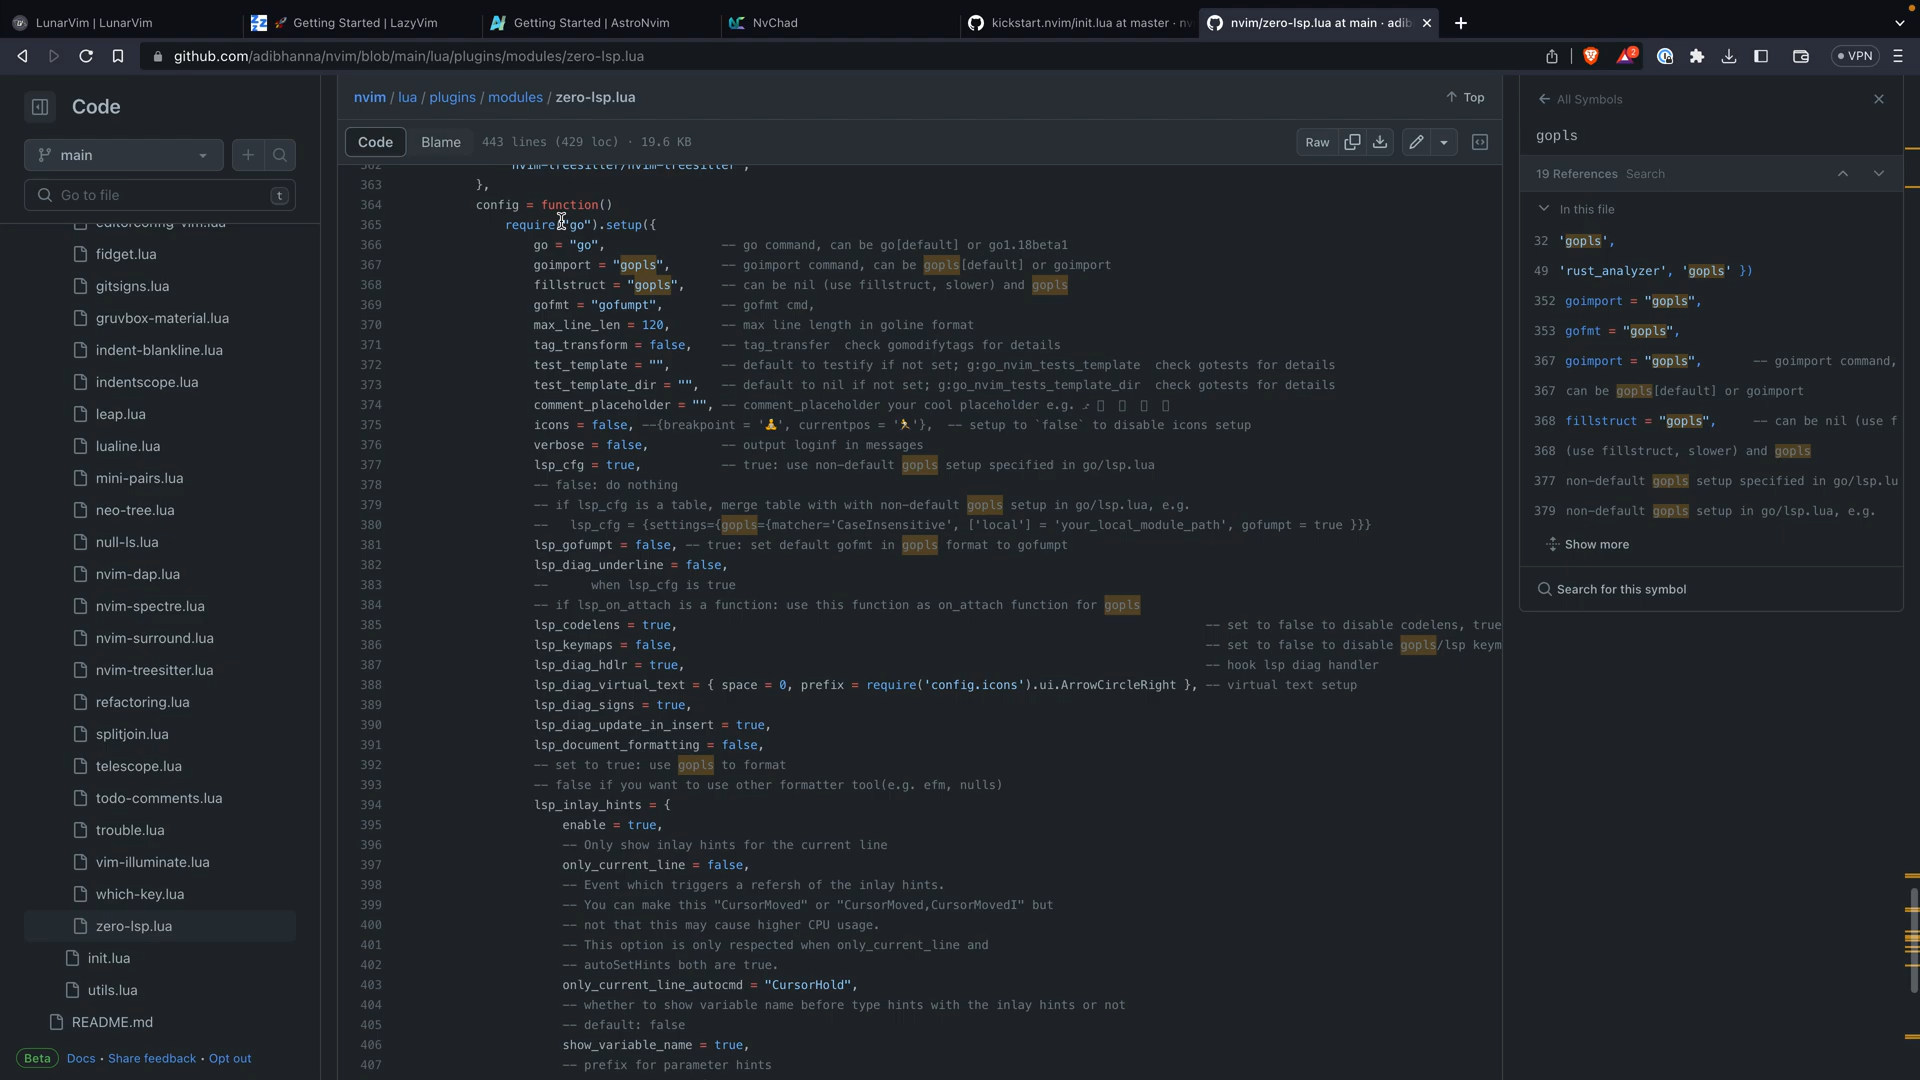 LunarVim | LunarVim
🚀 Getting Started | LazyVim
Getting Started | AstroNvim
NvChad
kickstart.nvim/init.lua at master · nv
nvim/zero-lsp.lua at main · adib
github.com/adibhanna/nvim/blob/main/lua/plugins/modules/zero-lsp.lua
2
VPN
Code
main
Go to file
t
fidget.lua
gitsigns.lua
gruvbox-material.lua
indent-blankline.lua
indentscope.lua
leap.lua
lualine.lua
mini-pairs.lua
neo-tree.lua
null-ls.lua
nvim-dap.lua
nvim-spectre.lua
nvim-surround.lua
nvim-treesitter.lua
refactoring.lua
splitjoin.lua
telescope.lua
todo-comments.lua
trouble.lua
vim-illuminate.lua
which-key.lua
zero-lsp.lua
init.lua
utils.lua
README.md
Beta Docs · Share feedback · Opt out
nvim / lua / plugins / modules / zero-lsp.lua
Top
Code Blame 443 lines (429 loc) · 19.6 KB
Raw
362 "nvim-treesitter/nvim-treesitter",
363 },
364 config = function()
365 require("go").setup({
366 go = "go", -- go command, can be go[default] or go1.18beta1
367 goimport = "gopls", -- goimport command, can be gopls[default] or goimport
368 fillstruct = "gopls", -- can be nil (use fillstruct, slower) and gopls
369 gofmt = "gofumpt", -- gofmt cmd,
370 max_line_len = 120, -- max line length in goline format
371 tag_transform = false, -- tag_transfer check gomodifytags for details
372 test_template = "", -- default to testify if not set; g:go_nvim_tests_template check gotests for details
373 test_template_dir = "", -- default to nil if not set; g:go_nvim_tests_template_dir check gotests for details
374 comment_placeholder = "", -- comment_placeholder your cool placeholder e.g.
375 icons = false, --{breakpoint = '🧘', currentpos = '🏃'}, -- setup to `false` to disable icons setup
376 verbose = false, -- output loginf in messages
377 lsp_cfg = true, -- true: use non-default gopls setup specified in go/lsp.lua
378 -- false: do nothing
379 -- if lsp_cfg is a table, merge table with with non-default gopls setup in go/lsp.lua, e.g.
380 -- lsp_cfg = {settings={gopls={matcher='CaseInsensitive', ['local'] = 'your_local_module_path', gofumpt = true }}}
381 lsp_gofumpt = false, -- true: set default gofmt in gopls format to gofumpt
382 lsp_diag_underline = false,
383 -- when lsp_cfg is true
384 -- if lsp_on_attach is a function: use this function as on_attach function for gopls
385 lsp_codelens = true, -- set to false to disable codelens, true
386 lsp_keymaps = false, -- set to false to disable gopls/lsp keym
387 lsp_diag_hdlr = true, -- hook lsp diag handler
388 lsp_diag_virtual_text = { space = 0, prefix = require('config.icons').ui.ArrowCircleRight }, -- virtual text setup
389 lsp_diag_signs = true,
390 lsp_diag_update_in_insert = true,
391 lsp_document_formatting = false,
392 -- set to true: use gopls to format
393 -- false if you want to use other formatter tool(e.g. efm, nulls)
394 lsp_inlay_hints = {
395 enable = true,
396 -- Only show inlay hints for the current line
397 only_current_line = false,
398 -- Event which triggers a refersh of the inlay hints.
399 -- You can make this "CursorMoved" or "CursorMoved,CursorMovedI" but
400 -- not that this may cause higher CPU usage.
401 -- This option is only respected when only_current_line and
402 -- autoSetHints both are true.
403 only_current_line_autocmd = "CursorHold",
404 -- whether to show variable name before type hints with the inlay hints or not
405 -- default: false
406 show_variable_name = true,
407 -- prefix for parameter hints
All Symbols
gopls
19 References Search
In this file
32 'gopls',
49 'rust_analyzer', 'gopls' })
352 goimport = "gopls",
353 gofmt = "gopls",
367 goimport = "gopls", -- goimport command,
367 can be gopls[default] or goimport
368 fillstruct = "gopls", -- can be nil (use f
368 (use fillstruct, slower) and gopls
377 non-default gopls setup specified in go/lsp.lu
379 non-default gopls setup in go/lsp.lua, e.g.
Show more
Search for this symbol